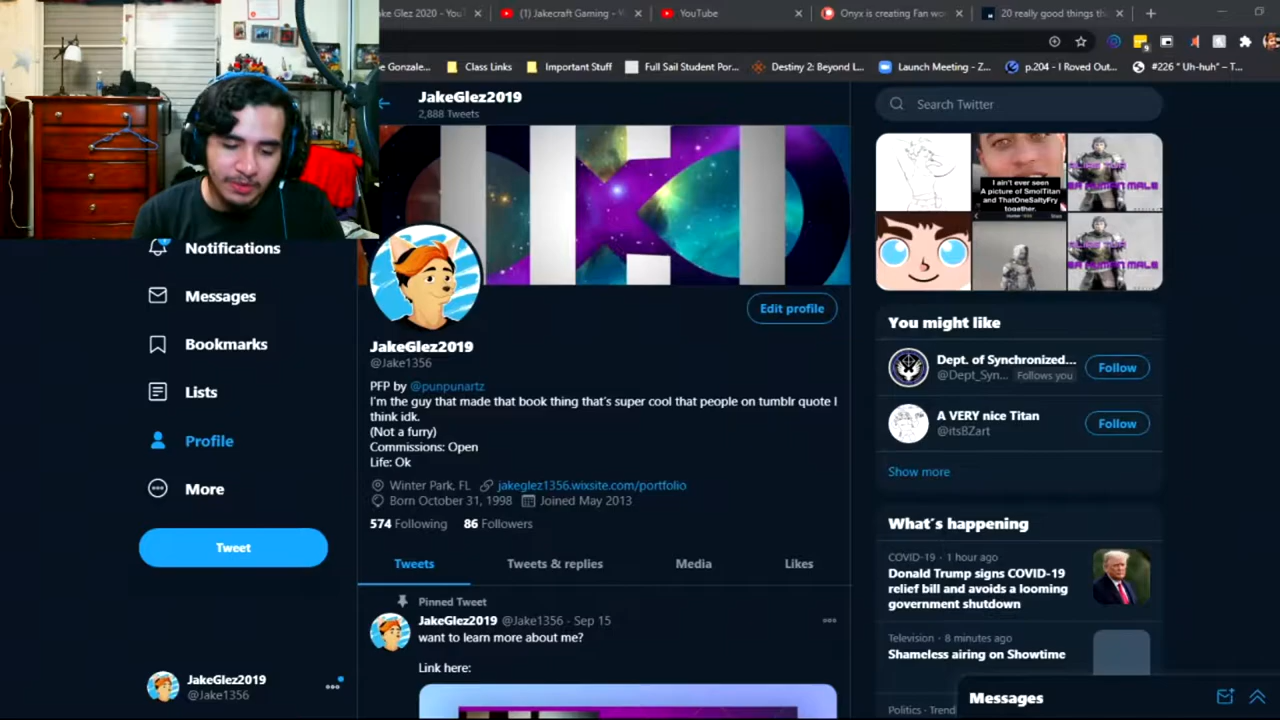 ake Glez 2020 - YouT
(1) Jakecraft Gaming -
YouTube
Onyx is creating Fan wo
20 really good things th
e Gonzale...
Class Links
Important Stuff
Full Sail Student Por...
Destiny 2: Beyond L...
Launch Meeting - Z...
p.204 - I Roved Out...
#226 " Uh-huh" – T...
JakeGlez2019
2,888 Tweets
Search Twitter
I ain't ever seen
A picture of SmolTitan
and ThatOneSaltyFry
together.
Notifications
Messages
Bookmarks
Lists
Profile
More
Tweet
JakeGlez2019
@Jake1356
Edit profile
JakeGlez2019
@Jake1356
PFP by @punpunartz
I'm the guy that made that book thing that's super cool that people on tumblr quote I
think idk.
(Not a furry)
Commissions: Open
Life: Ok
Winter Park, FL jakeglez1356.wixsite.com/portfolio
Born October 31, 1998 Joined May 2013
574 Following 86 Followers
Tweets Tweets & replies Media Likes
Pinned Tweet
JakeGlez2019 @Jake1356 · Sep 15
want to learn more about me?
Link here:
You might like
Dept. of Synchronized...
@Dept_Syn... Follows you
Follow
A VERY nice Titan
@itsBZart
Follow
Show more
What's happening
COVID-19 · 1 hour ago
Donald Trump signs COVID-19
relief bill and avoids a looming
government shutdown
Television · 8 minutes ago
Shameless airing on Showtime
Politics · Trend
Messages